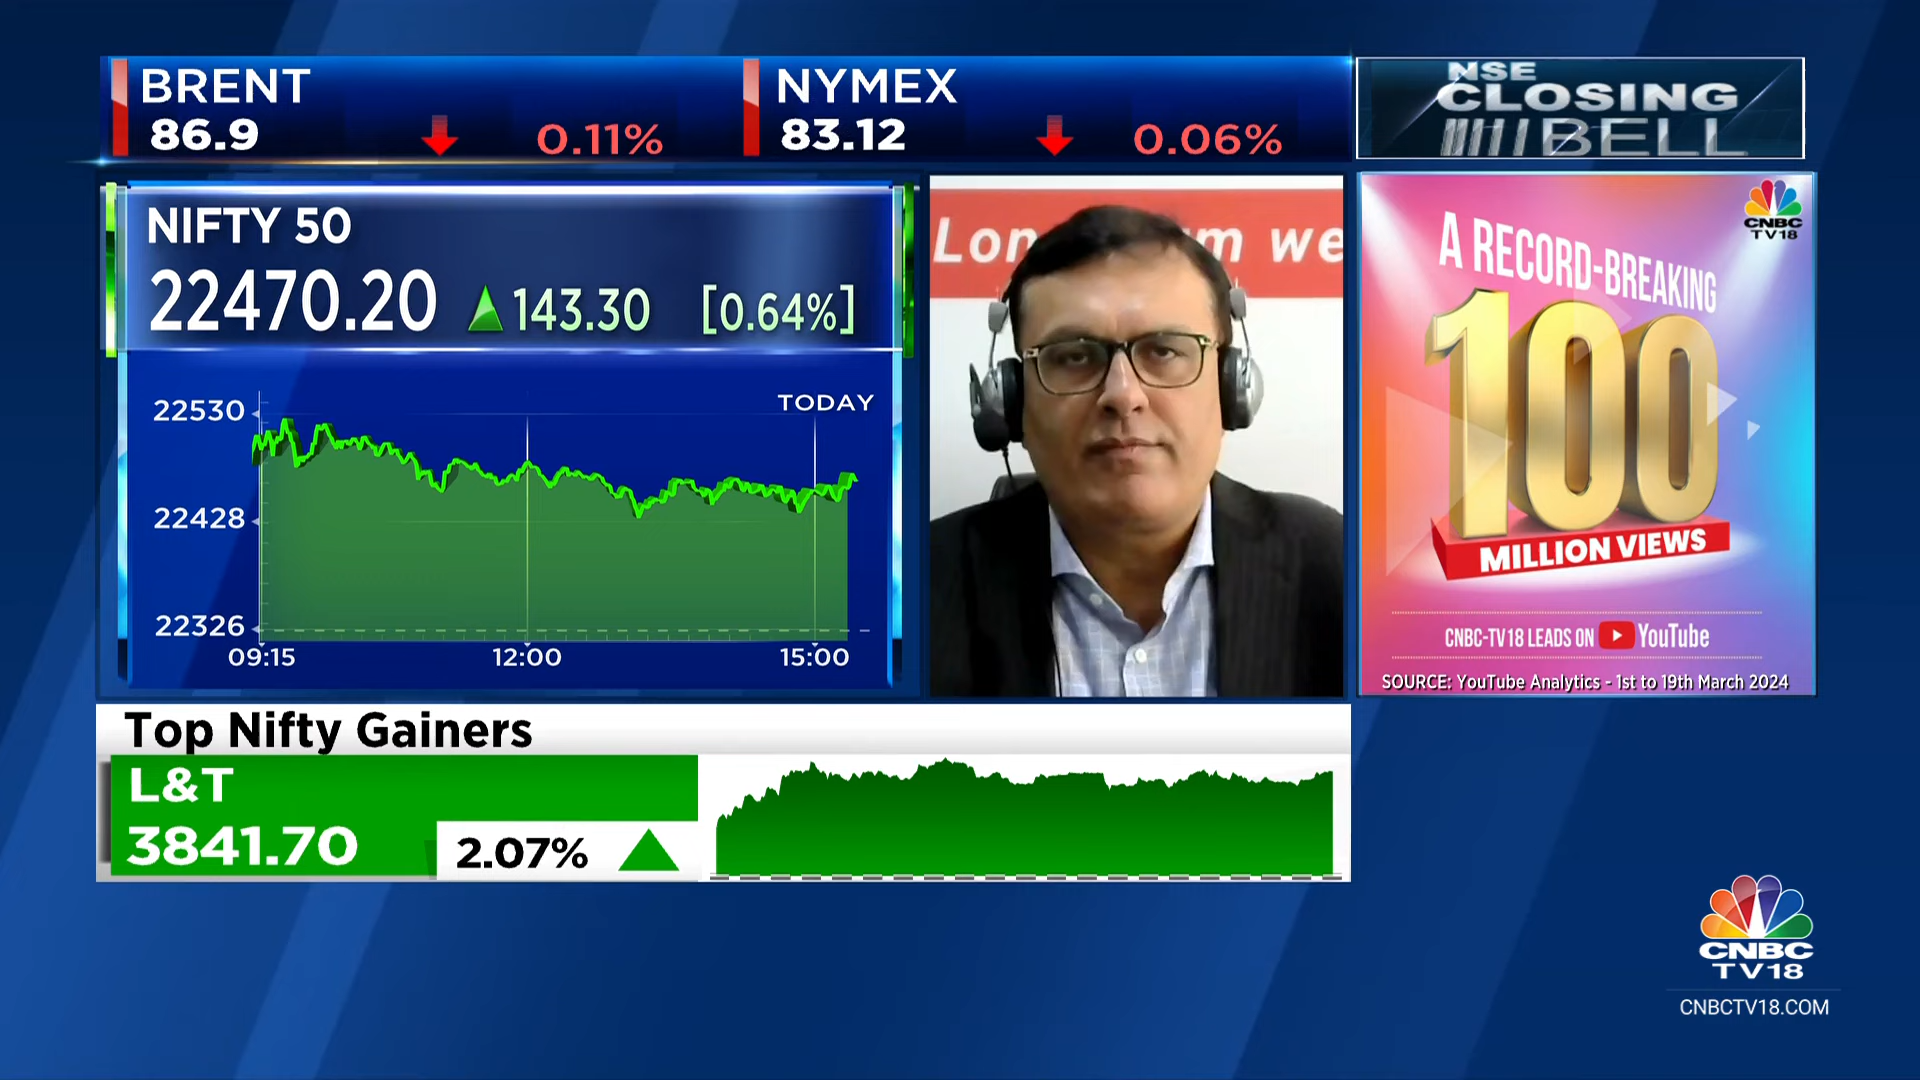 BRENT
86.9 0.11%
NYMEX
83.12 0.06%
NSE
CLOSING
BELL
NIFTY 50
22470.20 143.30 [0.64%]
TODAY
22530
22428
22326
09:15 12:00 15:00
we
CNBC
TV18
A RECORD-BREAKING
100
MILLION VIEWS
CNBC-TV18 LEADS ON YouTube
SOURCE: YouTube Analytics - 1st to 19th March 2024
Top Nifty Gainers
L&T
3841.70 2.07%
CNBC
TV18
CNBCTV18.COM